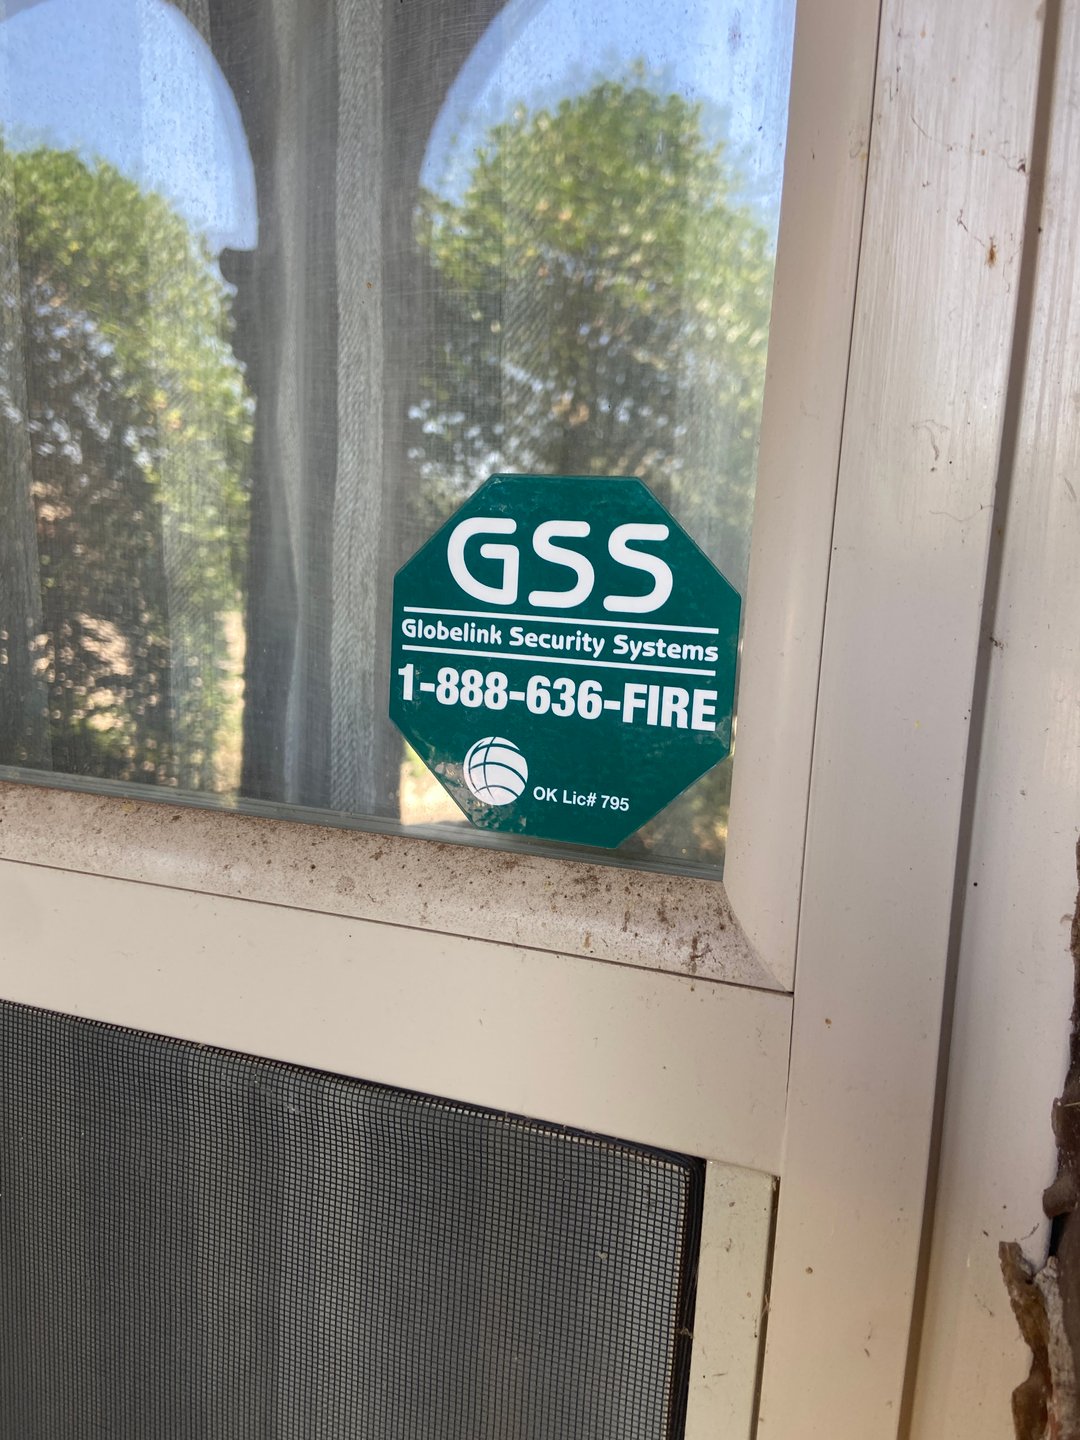 GSS
Globelink Security Systems
1-888-636-FIRE
OK Lic# 795